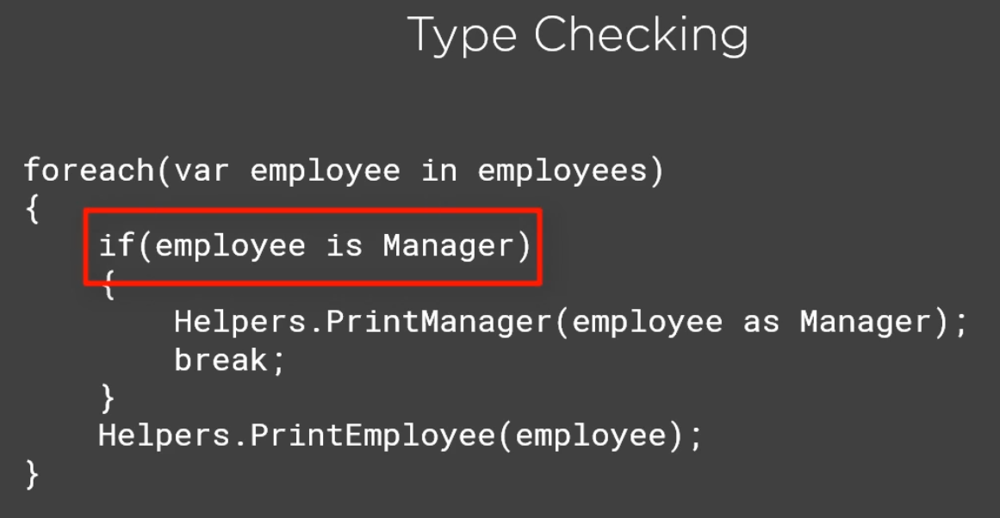 Type Checking
foreach(var employee in employees)
{
    if(employee is Manager)
    {
        Helpers.PrintManager(employee as Manager);
        break;
    }
    Helpers.PrintEmployee(employee);
}